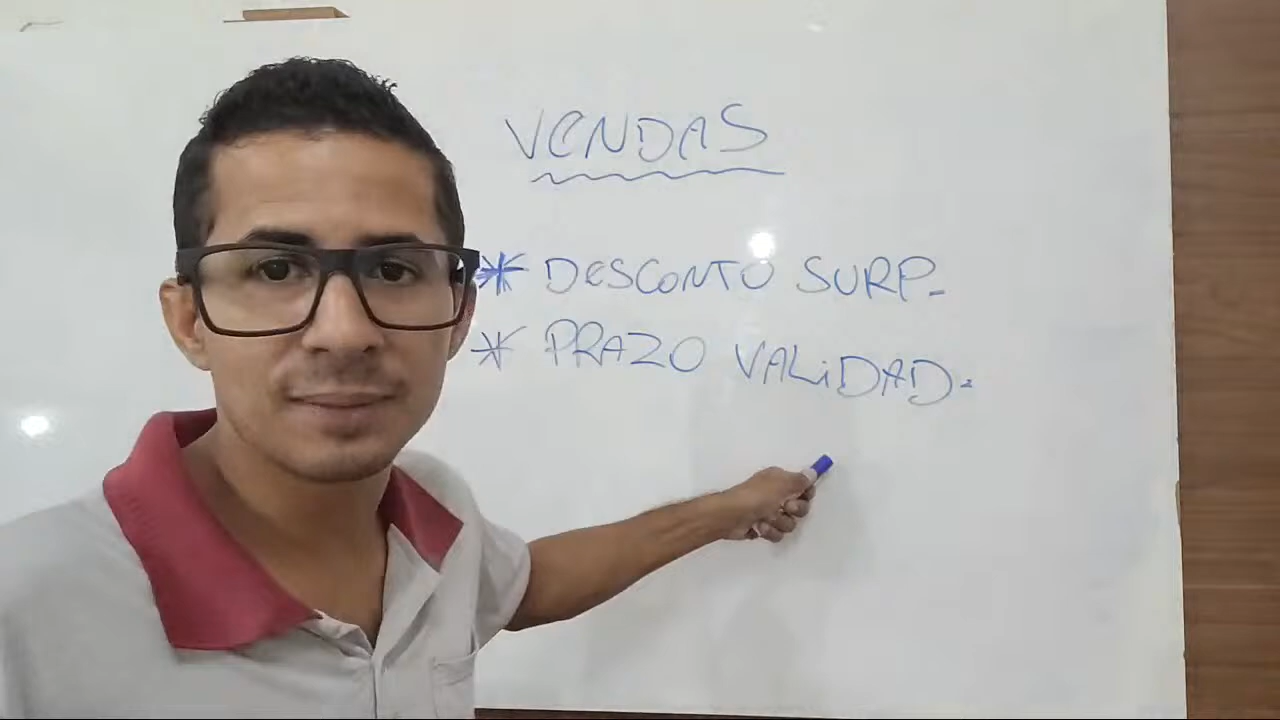 VENDAS
* DESCONTO SURP.
* PRAZO VALIDAD.